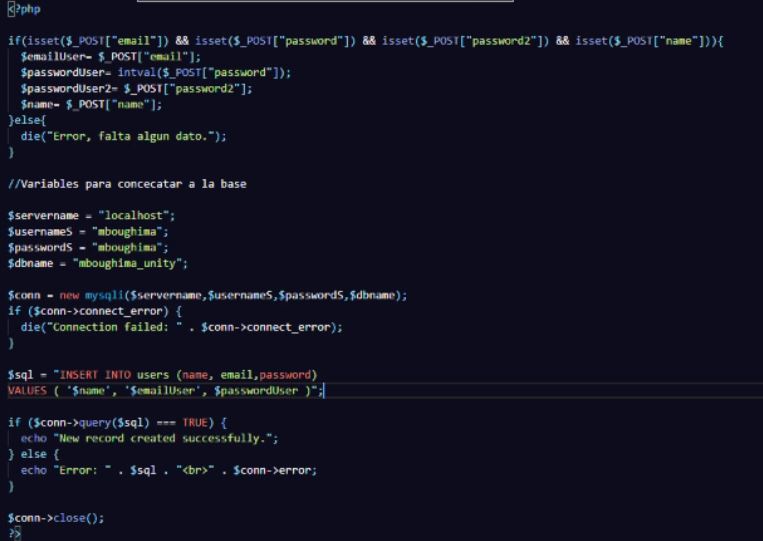 <?php
if(isset($_POST["email"]) && isset($_POST["password"]) && isset($_POST["password2"]) && isset($_POST["name"])){
$emailUser= $_POST["email"];
$passwordUser= intval($_POST["password"]);
$passwordUser2= $_POST["password2"];
$name= $_POST["name"];
}else{
die("Error, falta algun dato.");
}
//Variables para concecatar a la base
$servername = "localhost";
$usernameS = "mboughima";
$passwordS = "mboughima";
$dbname = "mboughima_unity";
$conn = new mysqli($servername,$usernameS,$passwordS,$dbname);
if ($conn->connect_error) {
die("Connection failed: " . $conn->connect_error);
}
$sql = "INSERT INTO users (name, email,password)
VALUES ( '$name', '$emailUser', $passwordUser )";
if ($conn->query($sql) === TRUE) {
echo "New record created successfully.";
} else {
echo "Error: " . $sql . "<br>" . $conn->error;
}
$conn->close();
?>